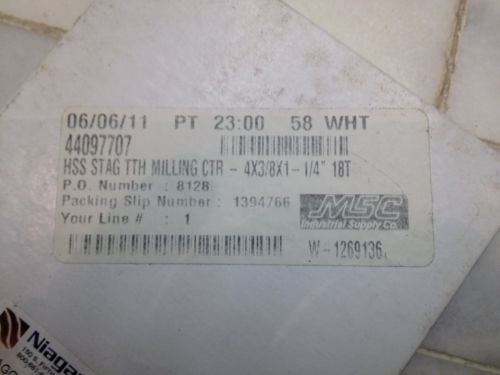 06/06/11 PT 23:00 58 WHT
44097707
HSS STAG TTH MILLING CTR - 4X3/8X1-1/4" 18T
P.O. Number : 8128
Packing Slip Number : 1394766
Your Line # : 1
MSC
Industrial Supply Co.
W-1269136
Niaga